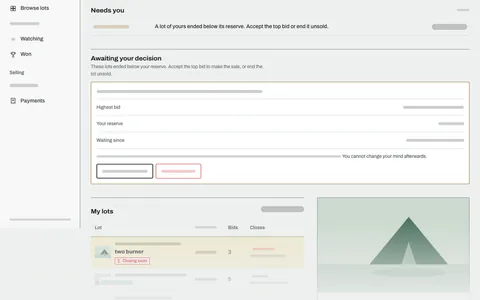 Browse lots
Watching
Won
Selling
Payments
Needs you
A lot of yours ended below its reserve. Accept the top bid or end it unsold.
Awaiting your decision
These lots ended below your reserve. Accept the top bid to make the sale, or end the
lot unsold.
Highest bid
Your reserve
Waiting since
You cannot change your mind afterwards.
My lots
Lot
Bids
Closes
two burner
3
Closing soon
5